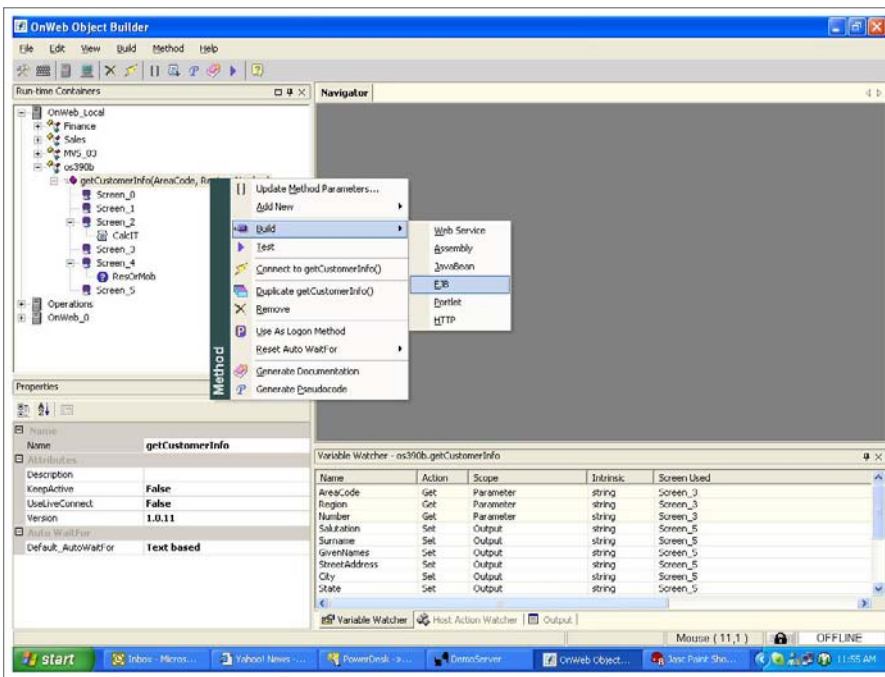 OnWeb Object Builder
File Edit View Build Method Help
Run-time Containers
Navigator
OnWeb_Local
Finance
Sales
MVS_03
os390b
getCustomerInfo(AreaCode,
Screen_0
Screen_1
Screen_2
CalcIT
Screen_3
Screen_4
ResOrMob
Screen_5
Operations
OnWeb_0
Method
Update Method Parameters...
Add New
Build
Test
Connect to getCustomerInfo()
Duplicate getCustomerInfo()
Remove
Use As Logon Method
Reset Auto WaitFor
Generate Documentation
Generate Pseudocode
Web Service
Assembly
JavaBean
EJB
Portlet
HTTP
Properties
Name
Name getCustomerInfo
Attributes
Description
KeepActive False
UseLiveConnect False
Version 1.0.11
Auto WaitFor
Default_AutoWaitFor Text based
Variable Watcher - os390b.getCustomerInfo
Name Action Scope Intrinsic Screen Used
AreaCode Get Parameter string Screen_3
Region Get Parameter string Screen_3
Number Get Parameter string Screen_3
Salutation Set Output string Screen_5
Surname Set Output string Screen_5
GivenNames Set Output string Screen_5
StreetAddress Set Output string Screen_5
City Set Output string Screen_5
State Set Output string Screen_5
Variable Watcher Host Action Watcher Output
Mouse ( 11,1 ) OFFLINE
start Inbox - Micros... Yahoo! News -... PowerDesk -> ... DemoServer OnWeb Object... Jasc Paint Sho... 11:55 AM